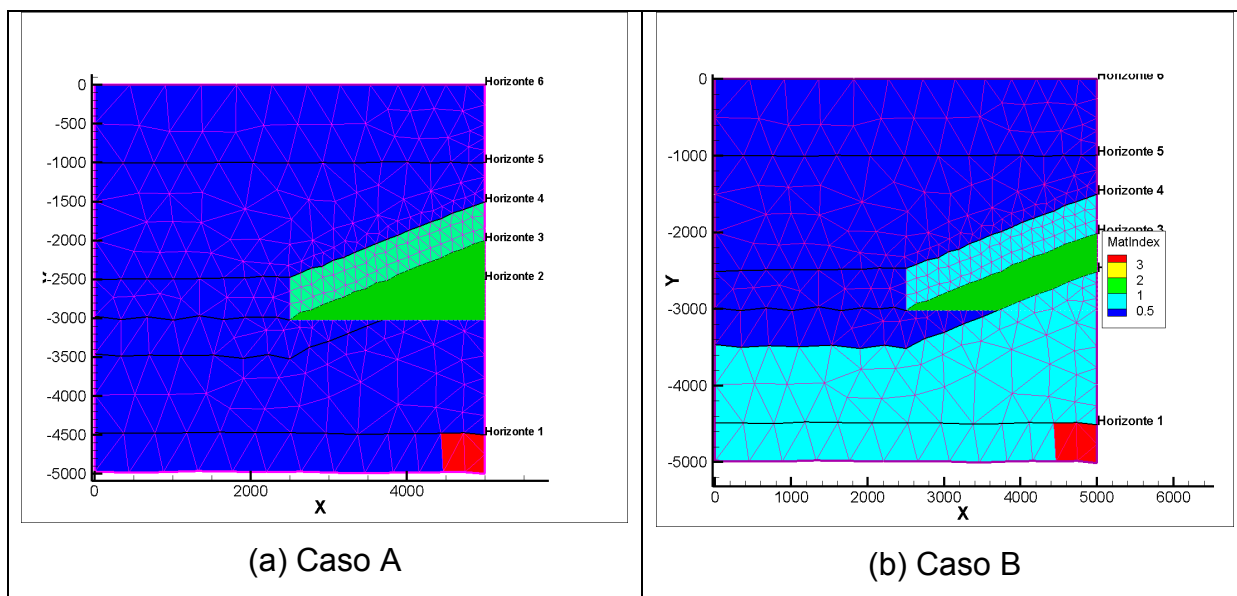 0
-500
-1000
-1500
-2000
-2500
-3000
-3500
-4000
-4500
-5000
0
2000
4000
X
Horizonte 6
Horizonte 5
Horizonte 4
Horizonte 3
Horizonte 2
Horizonte 1
(a) Caso A
Y
0
-1000
-2000
-3000
-4000
-5000
0
1000
2000
3000
4000
5000
6000
X
Horizonte 6
Horizonte 5
Horizonte 4
Horizonte 3
Horizonte 1
MatIndex
3
2
1
0.5
(b) Caso B